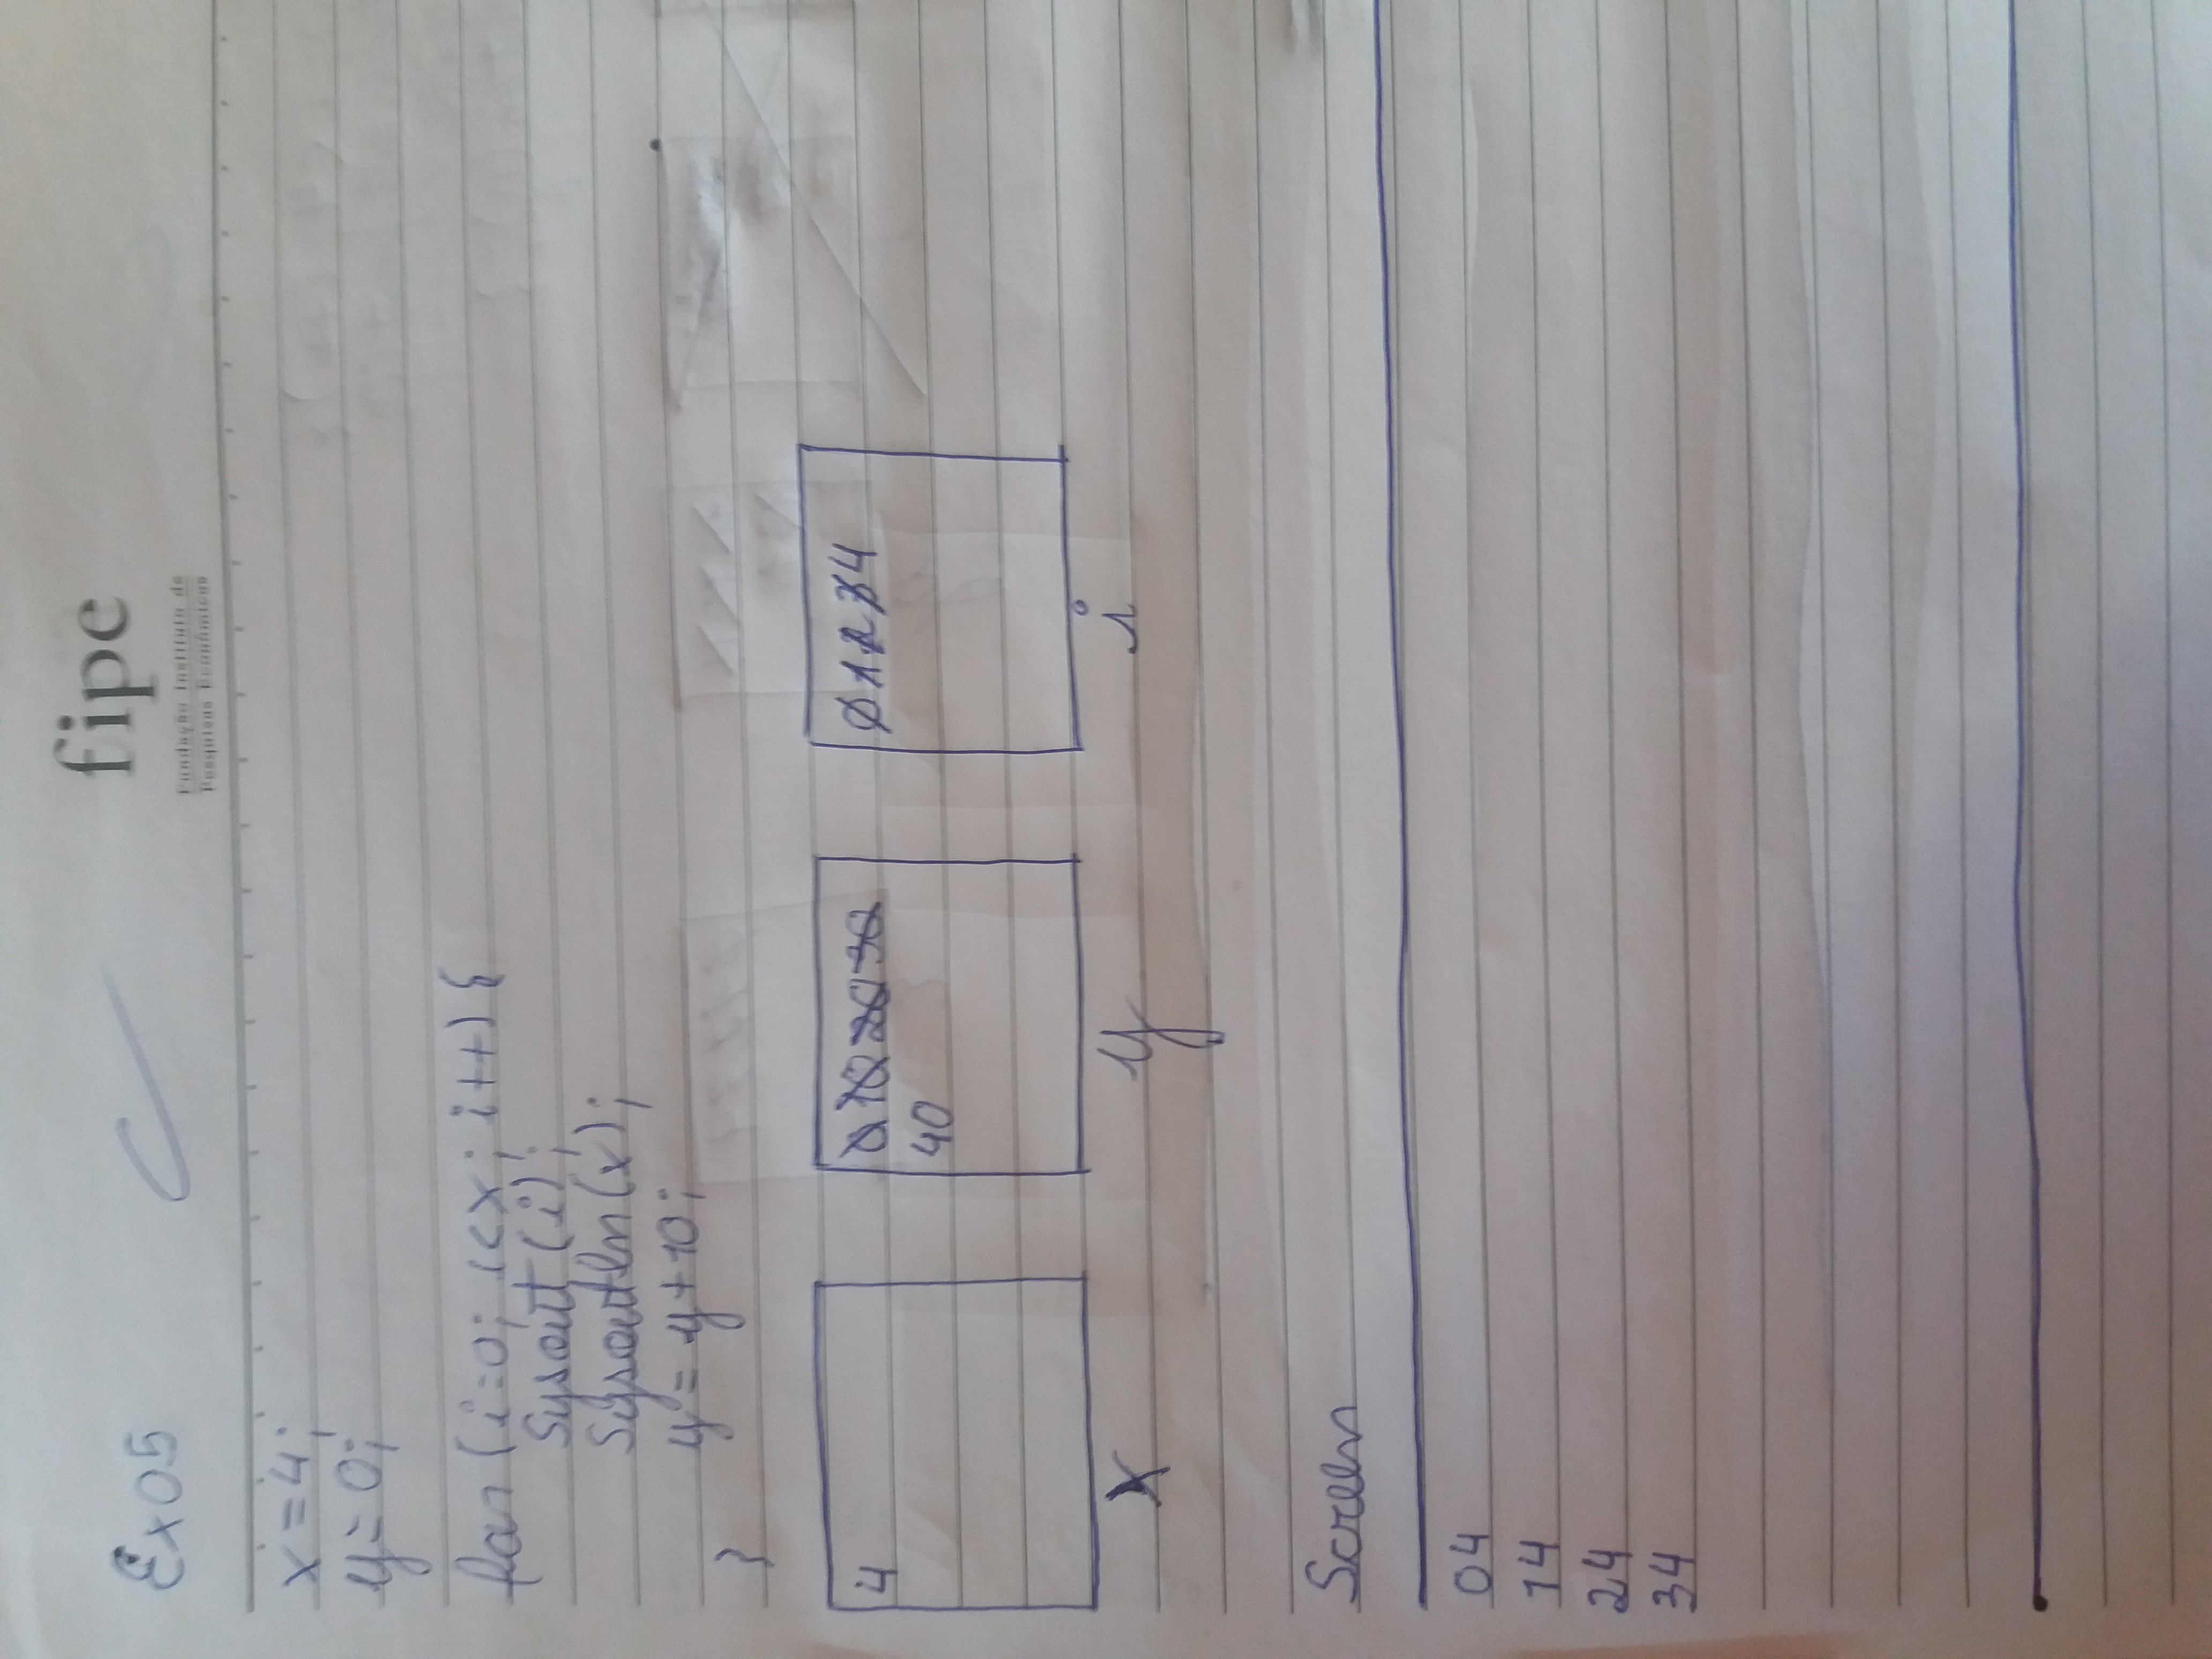 Ex05
fipe
Fundação Instituto de
Pesquisas Econômicas
x=4;
y=0;
for (i=0; i<x; i++) {
Sysout(i);
Sysoutln(x);
y = y+10;
}
4
0 10 20 30
40
0 1 2 3 4
x
y
i
Screen
04
14
24
34